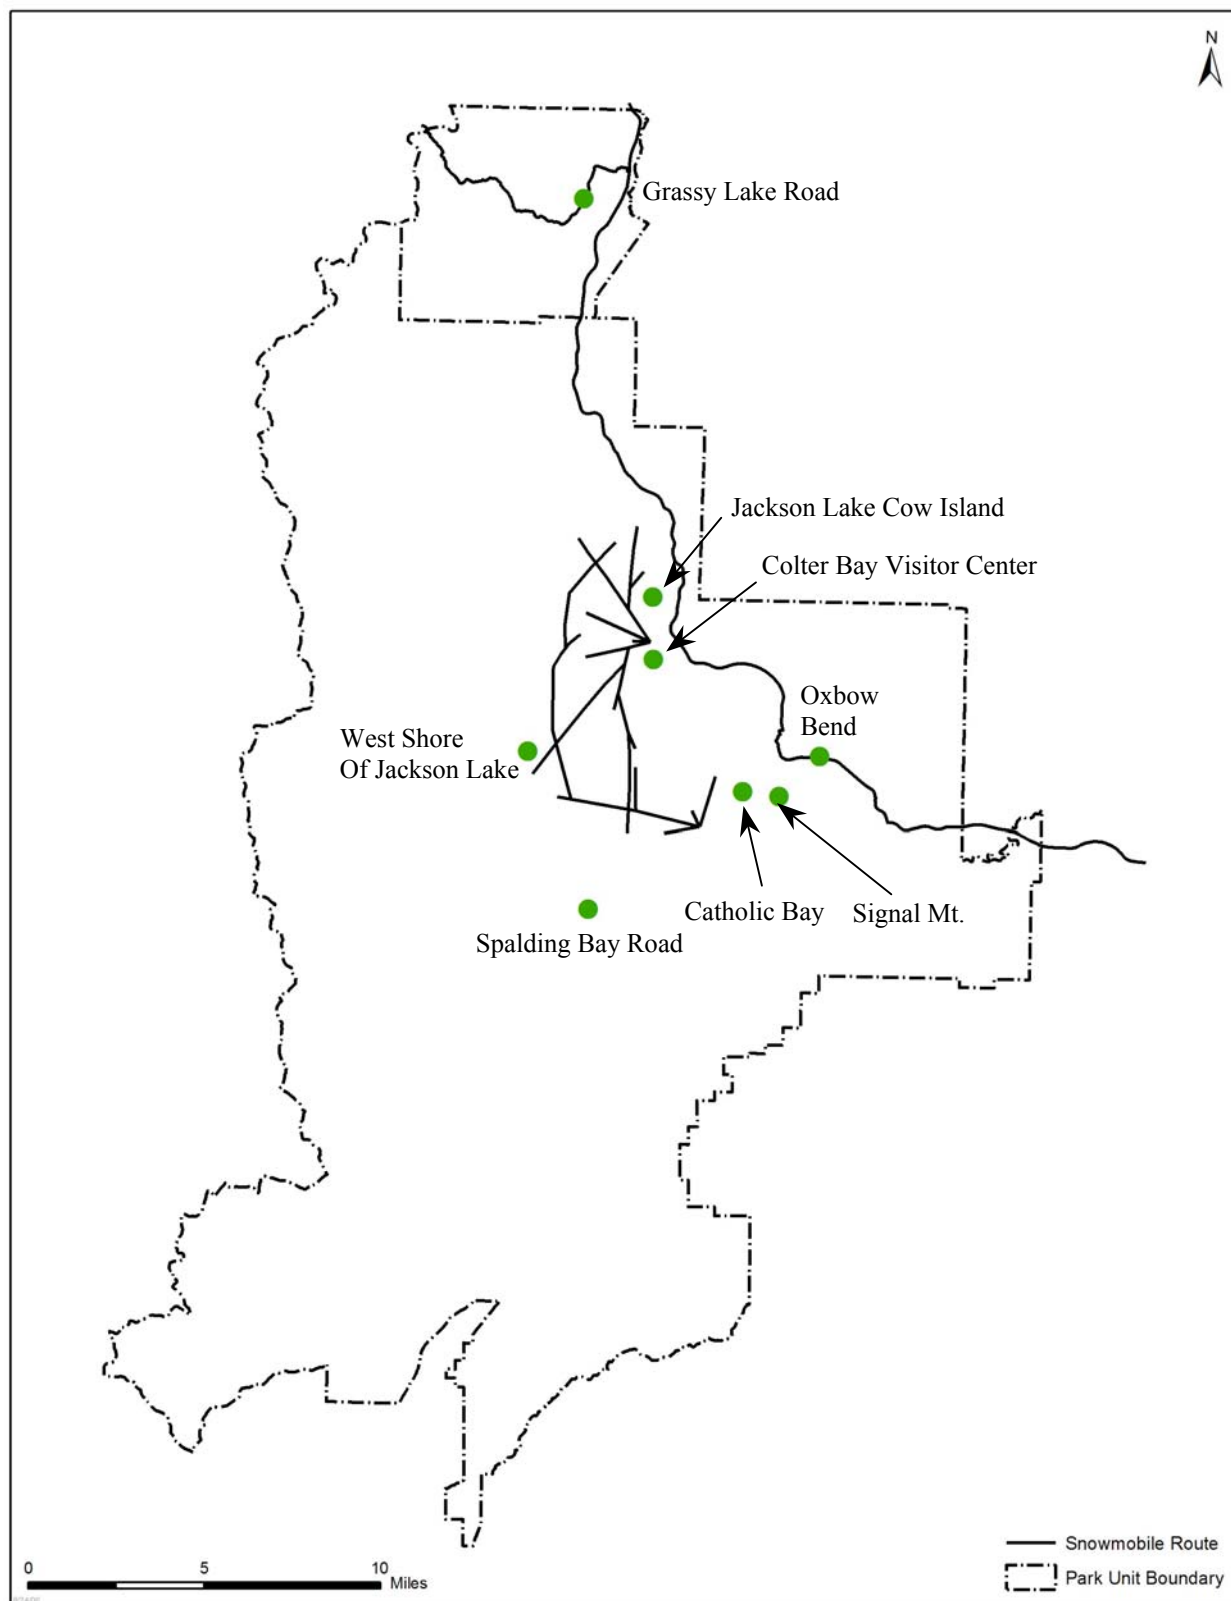 N
Grassy Lake Road
Jackson Lake Cow Island
Colter Bay Visitor Center
Oxbow
Bend
West Shore
Of Jackson Lake
Catholic Bay
Signal Mt.
Spalding Bay Road
Snowmobile Route
0 5 10
Miles
Park Unit Boundary